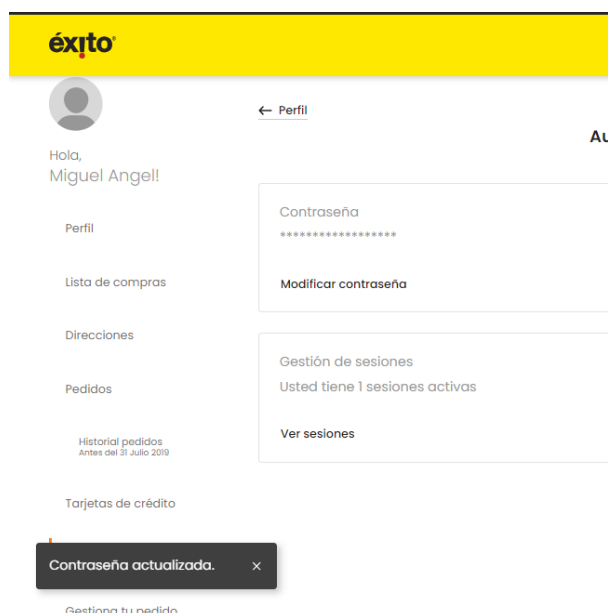 éxito
← Perfil
Hola,
Miguel Angel!
Perfil
Lista de compras
Direcciones
Pedidos
Historial pedidos
Antes del 31 Julio 2019
Tarjetas de crédito
Contraseña actualizada. ×
Gestiona tu pedido
Au
Contraseña
******************
Modificar contraseña
Gestión de sesiones
Usted tiene 1 sesiones activas
Ver sesiones